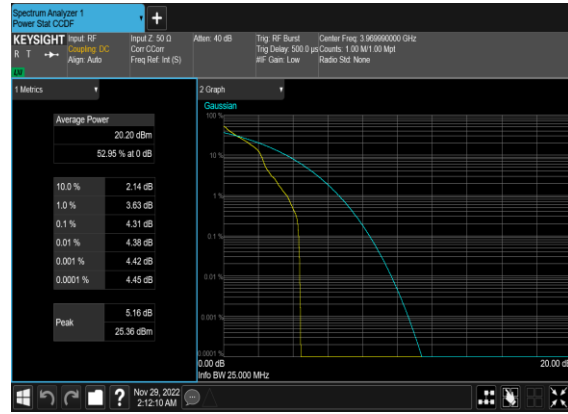 Spectrum Analyzer 1
Power Stat CCDF
KEYSIGHT
R T
Input: RF
Coupling: DC
Align: Auto
Input Z: 50 Ω
Corr CCorr
Freq Ref: Int (S)
Atten: 40 dB
Trig: RF Burst
Trig Delay: 500.0 µs
#IF Gain: Low
Center Freq: 3.969990000 GHz
Counts: 1.00 M/1.00 Mpt
Radio Std: None
1 Metrics
Average Power
20.20 dBm
52.95 % at 0 dB
10.0 % 2.14 dB
1.0 % 3.63 dB
0.1 % 4.31 dB
0.01 % 4.38 dB
0.001 % 4.42 dB
0.0001 % 4.45 dB
Peak
5.16 dB
25.36 dBm
2 Graph
Gaussian
100 %
10 %
1 %
0.1 %
0.01 %
0.001 %
0.0001 %
0.00 dB
20.00 dB
Info BW 25.000 MHz
?
Nov 29, 2022
2:12:10 AM